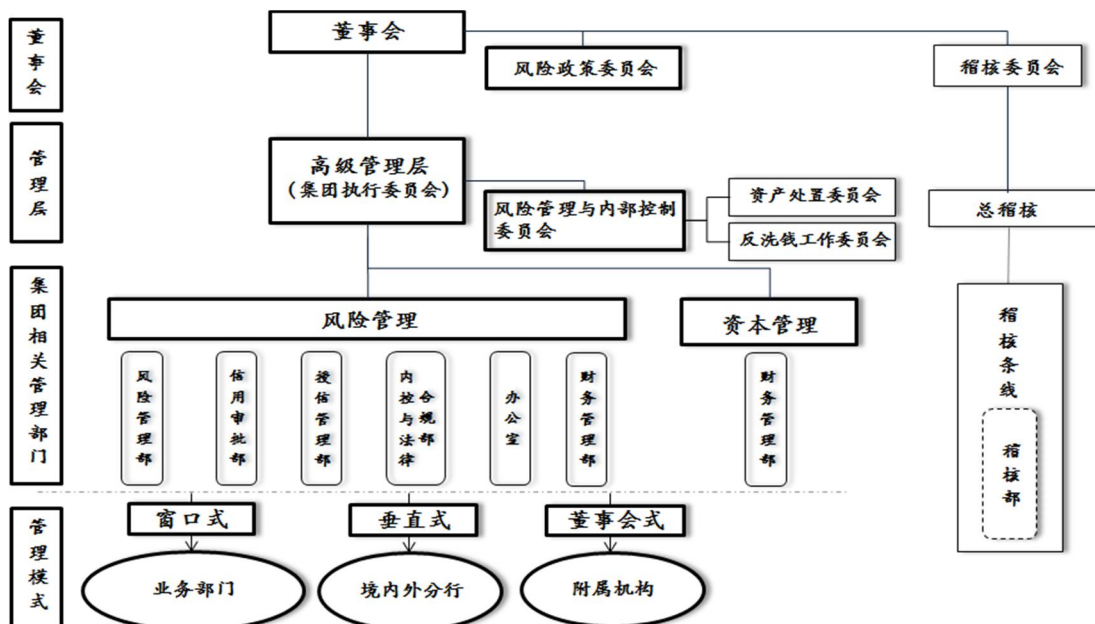 董事会
董事会
风险政策委员会
稽核委员会
管理层
高级管理层
(集团执行委员会)
风险管理与内部控制
委员会
资产处置委员会
反洗钱工作委员会
总稽核
集团相关管理部门
风险管理
资本管理
风险管理部
信用审批部
授信管理部
内控与法律
合规部
办公室
财务管理部
财务管理部
稽核条线
稽核部
管理模式
窗口式
垂直式
董事会式
业务部门
境内外分行
附属机构